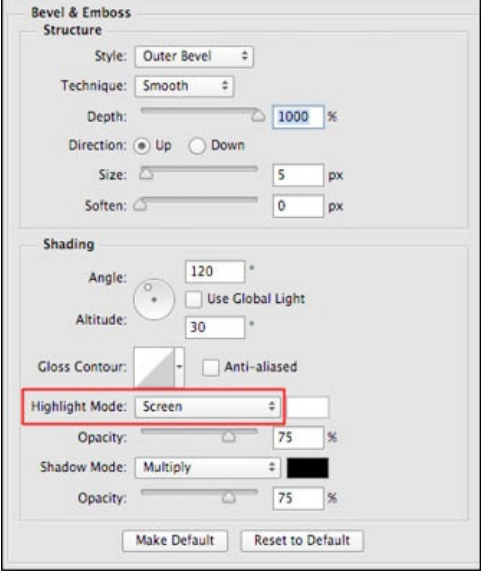 Bevel & Emboss
Structure
Style: Outer Bevel
Technique: Smooth
Depth: 1000 %
Direction: Up Down
Size: 5 px
Soften: 0 px
Shading
Angle: 120 °
Use Global Light
Altitude: 30 °
Gloss Contour: Anti-aliased
Highlight Mode: Screen
Opacity: 75 %
Shadow Mode: Multiply
Opacity: 75 %
Make Default Reset to Default